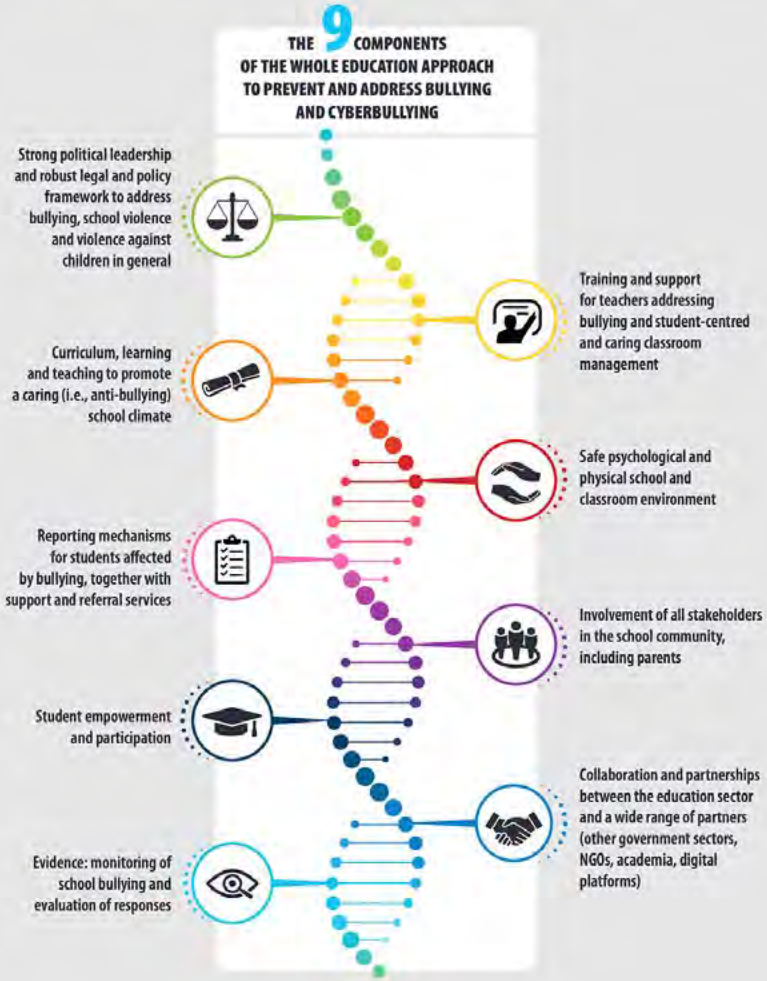 THE 9 COMPONENTS
OF THE WHOLE EDUCATION APPROACH
TO PREVENT AND ADDRESS BULLYING
AND CYBERBULLYING
Strong political leadership
and robust legal and policy
framework to address
bullying, school violence
and violence against
children in general
Training and support
for teachers addressing
bullying and student-centred
and caring classroom
management
Curriculum, learning
and teaching to promote
a caring (i.e., anti-bullying)
school climate
Safe psychological and
physical school and
classroom environment
Reporting mechanisms
for students affected
by bullying, together with
support and referral services
Involvement of all stakeholders
in the school community,
including parents
Student empowerment
and participation
Collaboration and partnerships
between the education sector
and a wide range of partners
(other government sectors,
NGOs, academia, digital
platforms)
Evidence: monitoring of
school bullying and
evaluation of responses